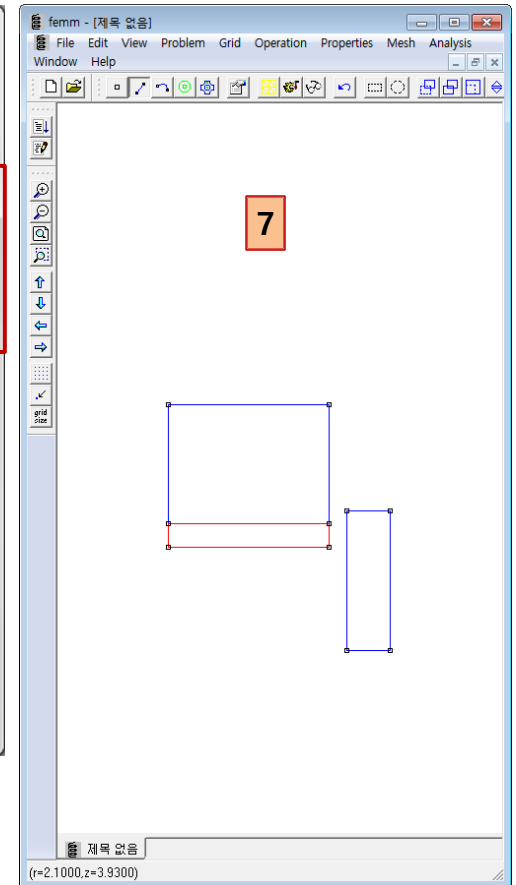 femm - [제목 없음]
File Edit View Problem Grid Operation Properties Mesh Analysis
Window Help
7
grid
size
제목 없음
(r=2.1000,z=3.9300)